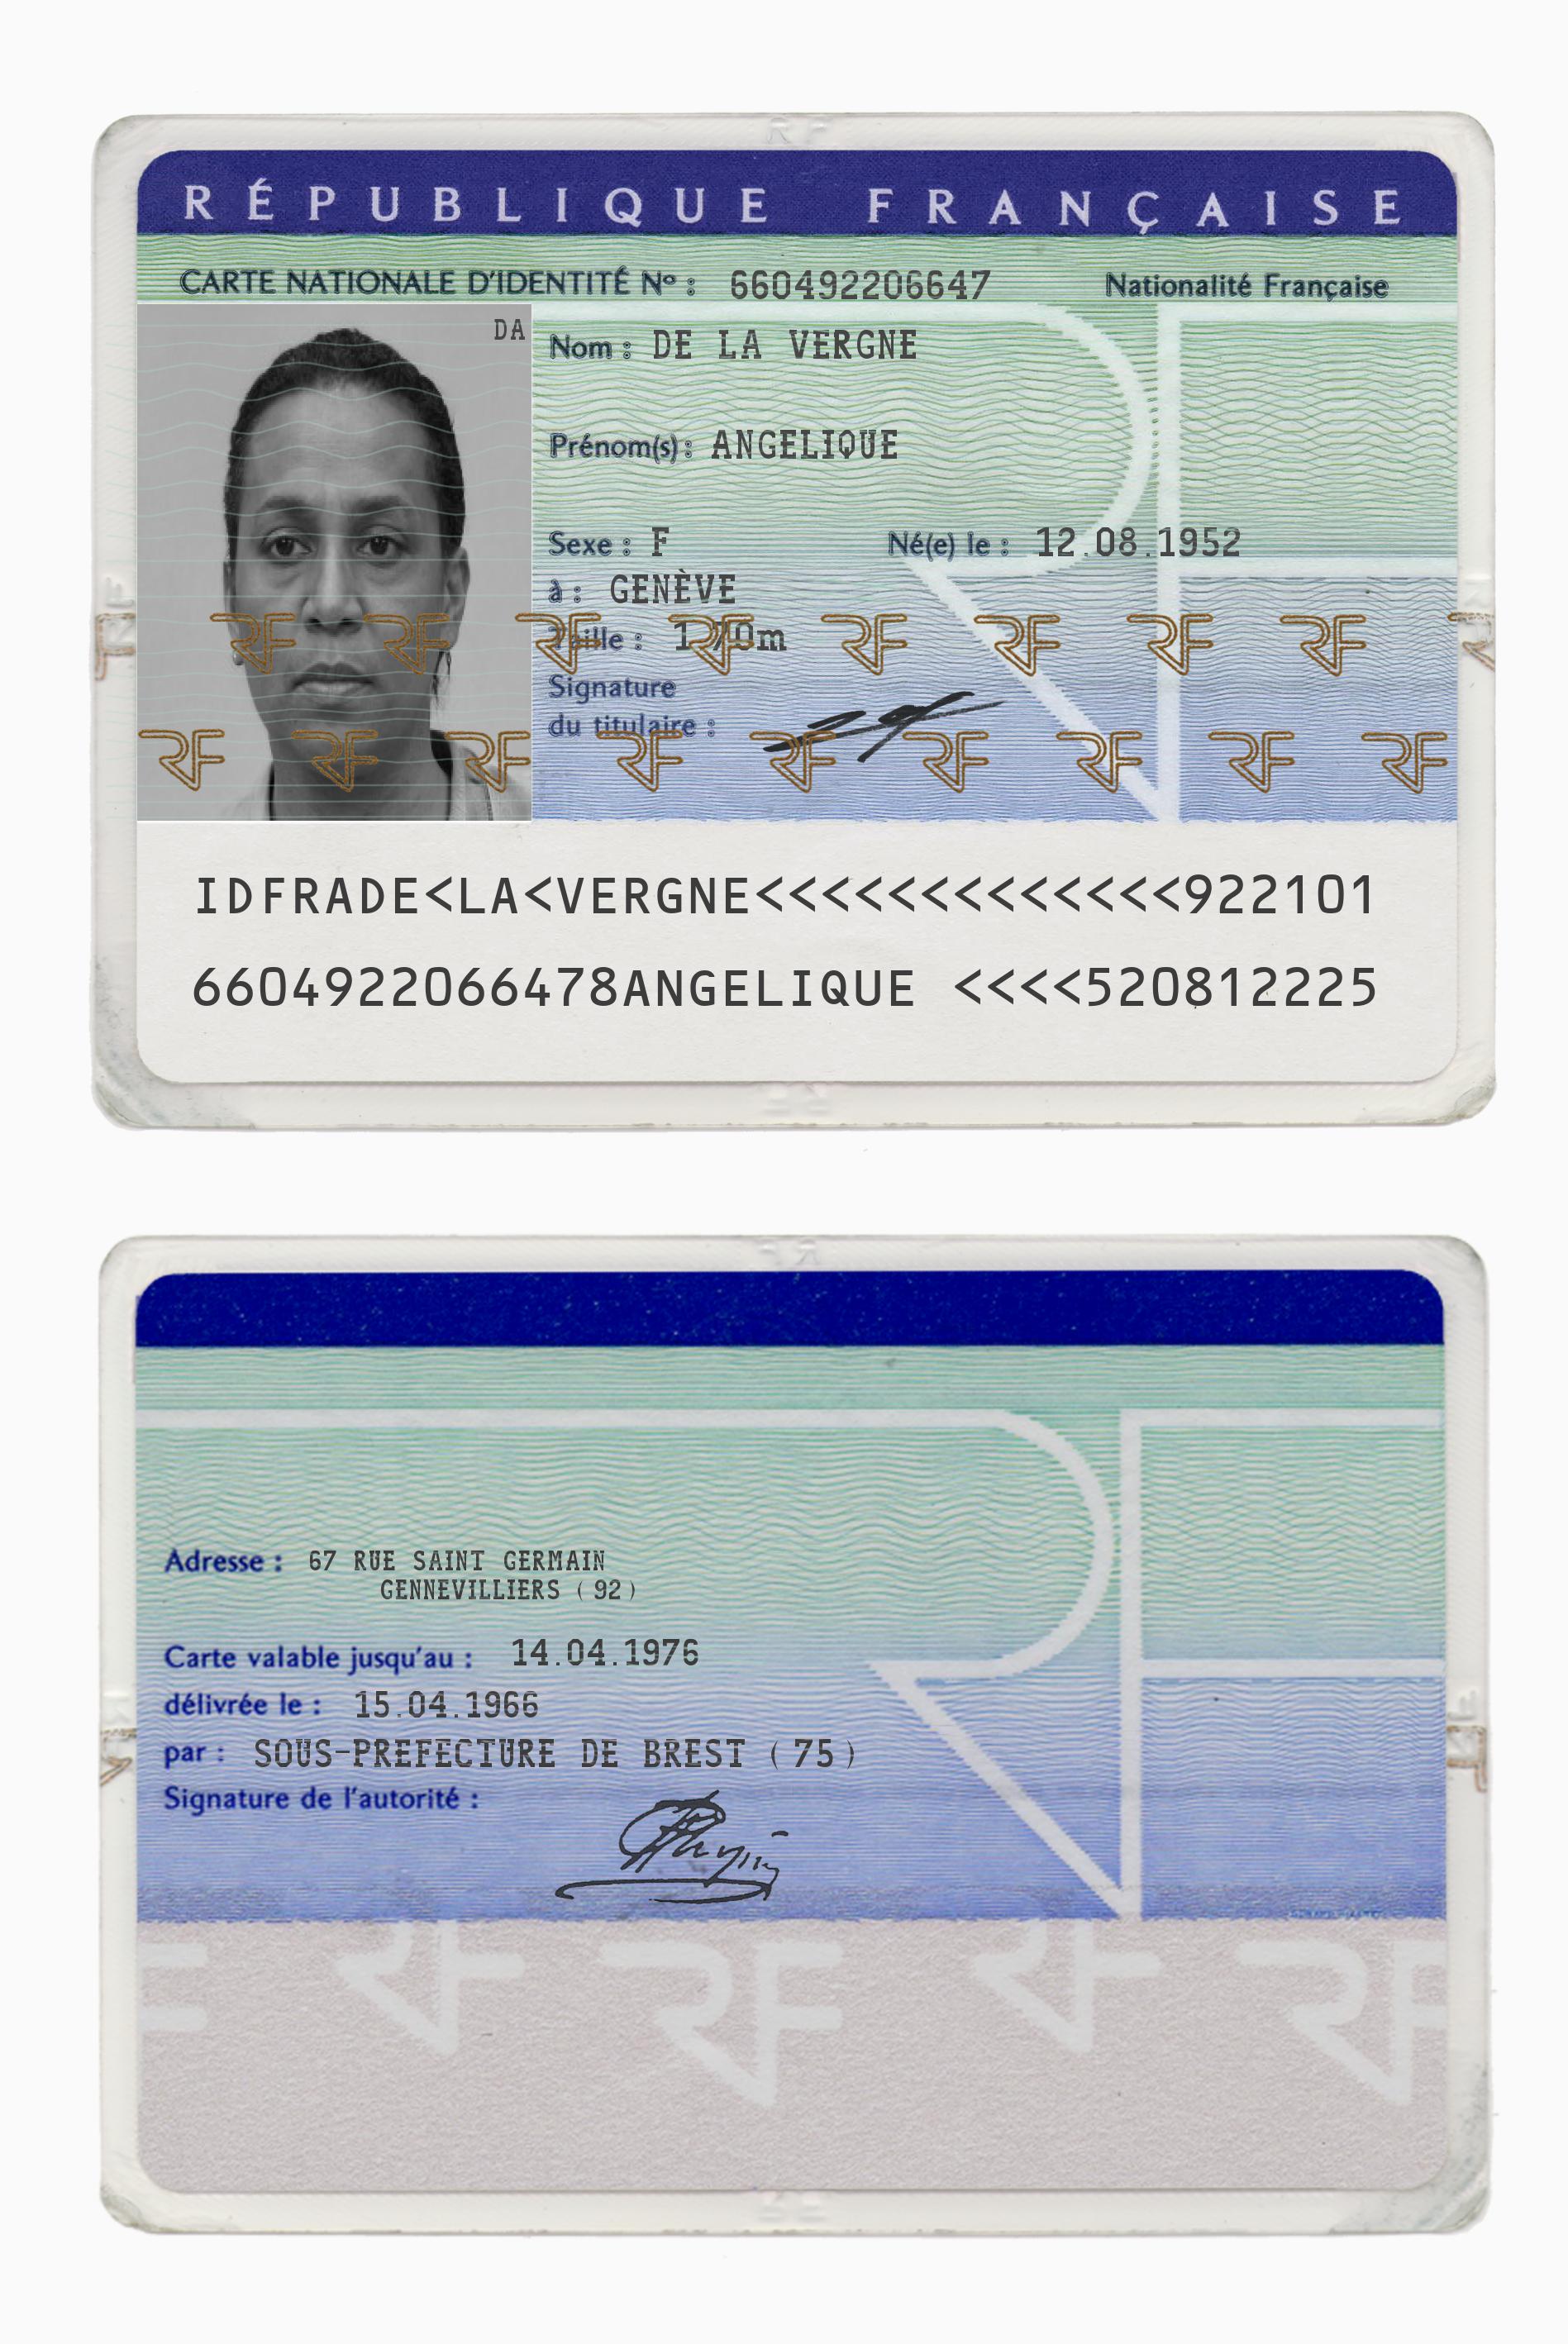 RÉPUBLIQUE FRANÇAISE
CARTE NATIONALE D'IDENTITÉ Nº : 660492206647 Nationalité Française
DA
Nom : DE LA VERGNE
Prénom(s) : ANGELIQUE
Sexe : F Né(e) le : 12.08.1952
à : GENÈVE
Taille : 1,70m
Signature
du titulaire :
IDFRADE<LA<VERGNE<<<<<<<<<<<<<922101
6604922066478ANGELIQUE <<<<520812225
Adresse : 67 RUE SAINT GERMAIN
GENNEVILLIERS (92)
Carte valable jusqu'au : 14.04.1976
délivrée le : 15.04.1966
par : SOUS-PREFECTURE DE BREST (75)
Signature de l'autorité :